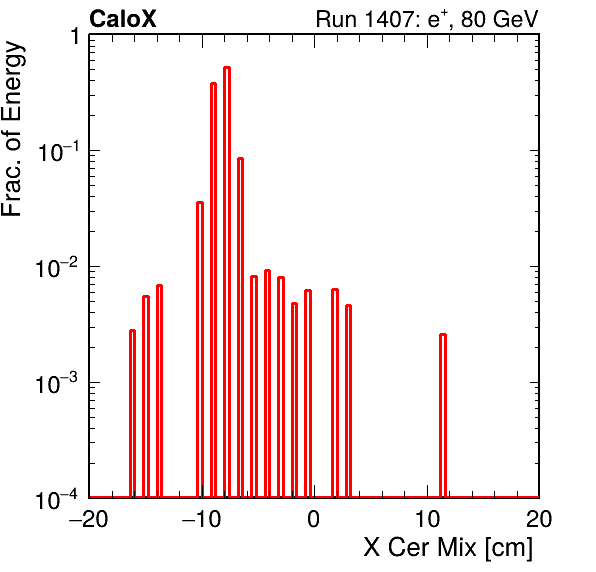 CaloX
Run 1407: e⁺, 80 GeV
Frac. of Energy
1
10⁻¹
10⁻²
10⁻³
10⁻⁴
−20
−10
0
10
20
X Cer Mix [cm]